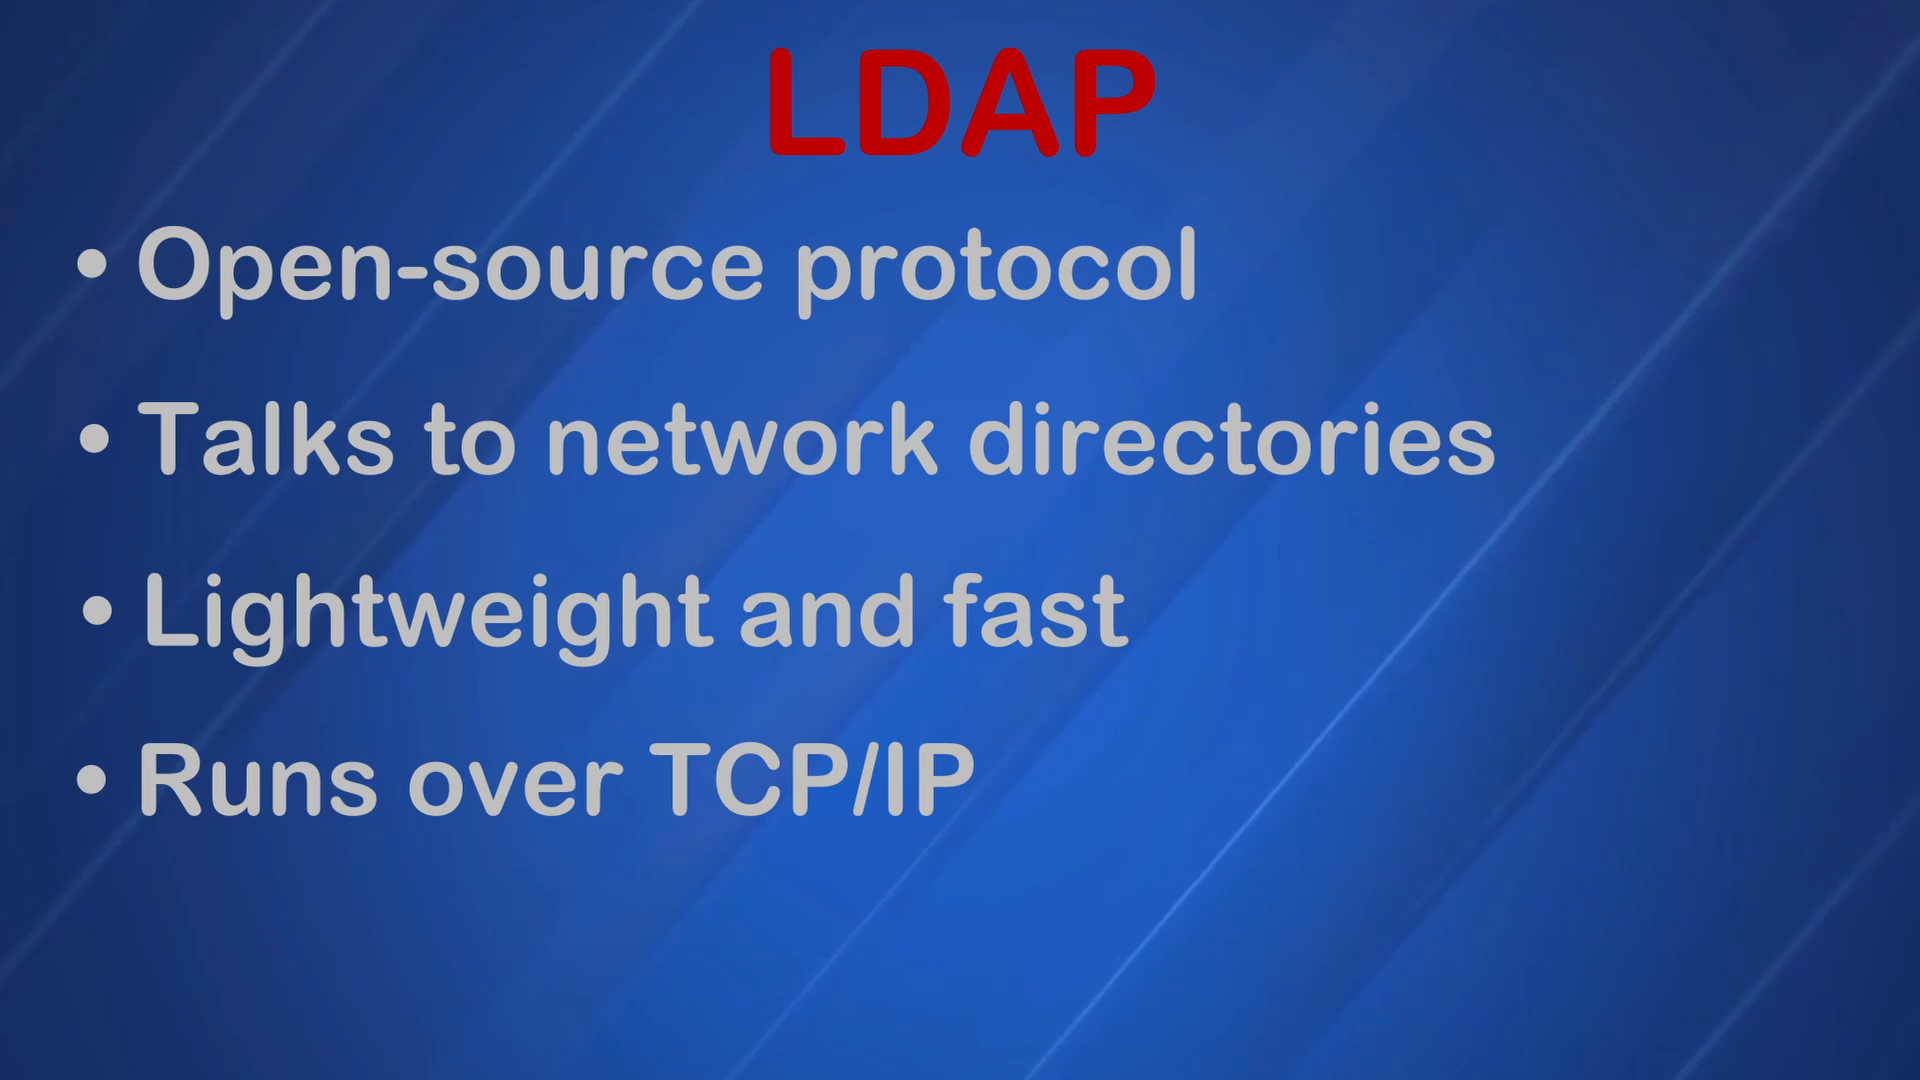 LDAP
• Open-source protocol
• Talks to network directories
• Lightweight and fast
• Runs over TCP/IP